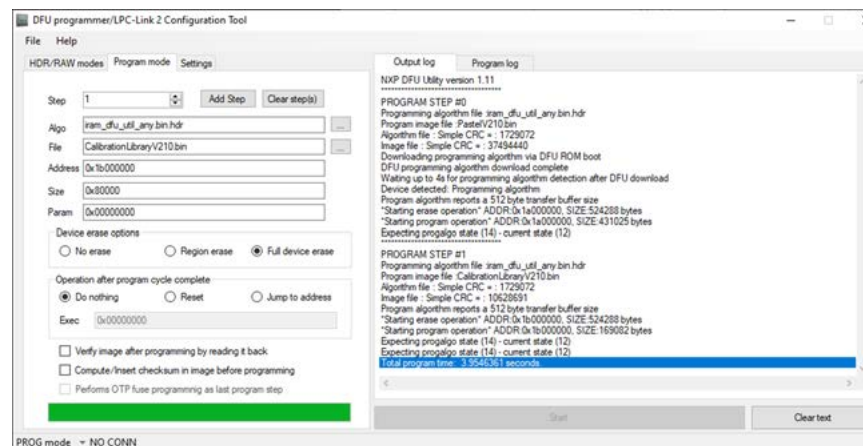 DFU programmer/LPC-Link 2 Configuration Tool
File Help
HDR/RAW modes Program mode Settings
Step 1 Add Step Clear step(s)
Algo iram_dfu_util_any.bin.hdr ...
File CalibrationLibraryV210.bin ...
Address 0x1b000000
Size 0x80000
Param 0x00000000
Device erase options
No erase Region erase Full device erase
Operation after program cycle complete
Do nothing Reset Jump to address
Exec 0x00000000
Verify image after programming by reading it back
Compute/Insert checksum in image before programming
Performs OTP fuse programming as last program step
PROG mode NO CONN
Output log Program log
NXP DFU Utility version 1.11
************************************
PROGRAM STEP #0
Programming algorithm file :iram_dfu_util_any.bin.hdr
Program image file :PastelV210.bin
Algorithm file : Simple CRC = : 1729072
Image file : Simple CRC = : 37494440
Downloading programming algorithm via DFU ROM boot
DFU programming algorithm download complete
Waiting up to 4s for programming algorithm detection after DFU download
Device detected: Programming algorithm
Program algorithm reports a 512 byte transfer buffer size
"Starting erase operation" ADDR:0x1a000000, SIZE:524288 bytes
"Starting program operation" ADDR:0x1a000000, SIZE:431025 bytes
Expecting progalgo state (14) - current state (12)
************************************
PROGRAM STEP #1
Programming algorithm file :iram_dfu_util_any.bin.hdr
Program image file :CalibrationLibraryV210.bin
Algorithm file : Simple CRC = : 1729072
Image file : Simple CRC = : 10628691
Program algorithm reports a 512 byte transfer buffer size
"Starting erase operation" ADDR:0x1b000000, SIZE:524288 bytes
"Starting program operation" ADDR:0x1b000000, SIZE:169082 bytes
Expecting progalgo state (14) - current state (12)
Expecting progalgo state (14) - current state (12)
Total program time: 3.9546361 seconds.
Start Clear text